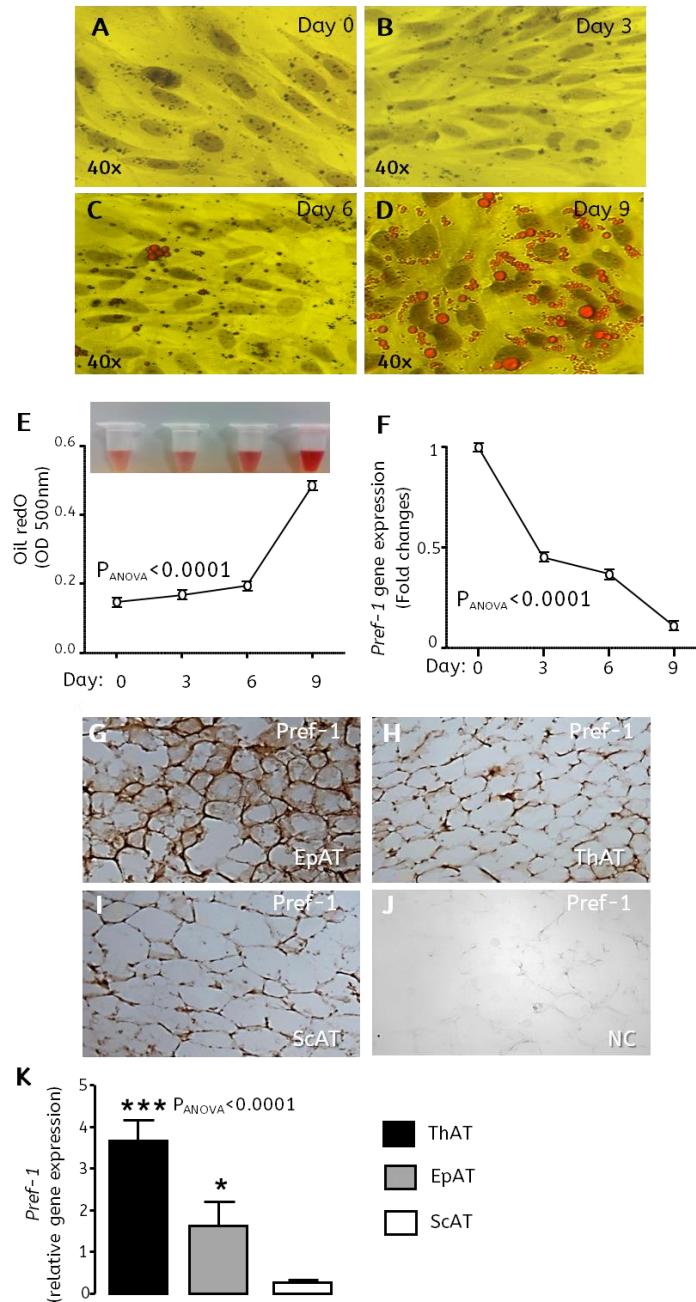 A Day 0
40x
B Day 3
40x
C Day 6
40x
D Day 9
40x
E
Oil redO
(OD 500nm)
0.6
0.4
0.2
0.0
PANOVA<0.0001
Day: 0 3 6 9
F
Pref-1 gene expression
(Fold changes)
1
0.5
0
PANOVA<0.0001
Day: 0 3 6 9
G Pref-1
EpAT
H Pref-1
ThAT
I Pref-1
ScAT
J Pref-1
NC
K
Pref-1
(relative gene expression)
5
4
3
2
1
0
*** PANOVA<0.0001
*
ThAT
EpAT
ScAT